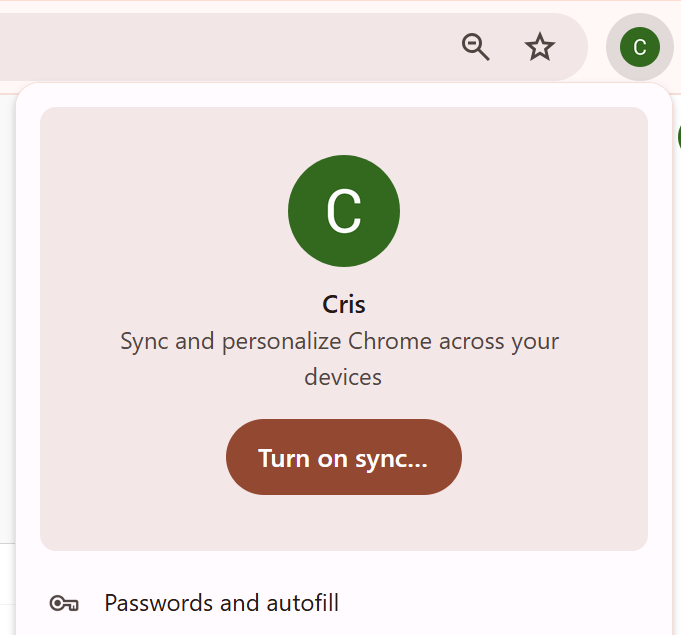 C
C
Cris
Sync and personalize Chrome across your
devices
Turn on sync...
Passwords and autofill